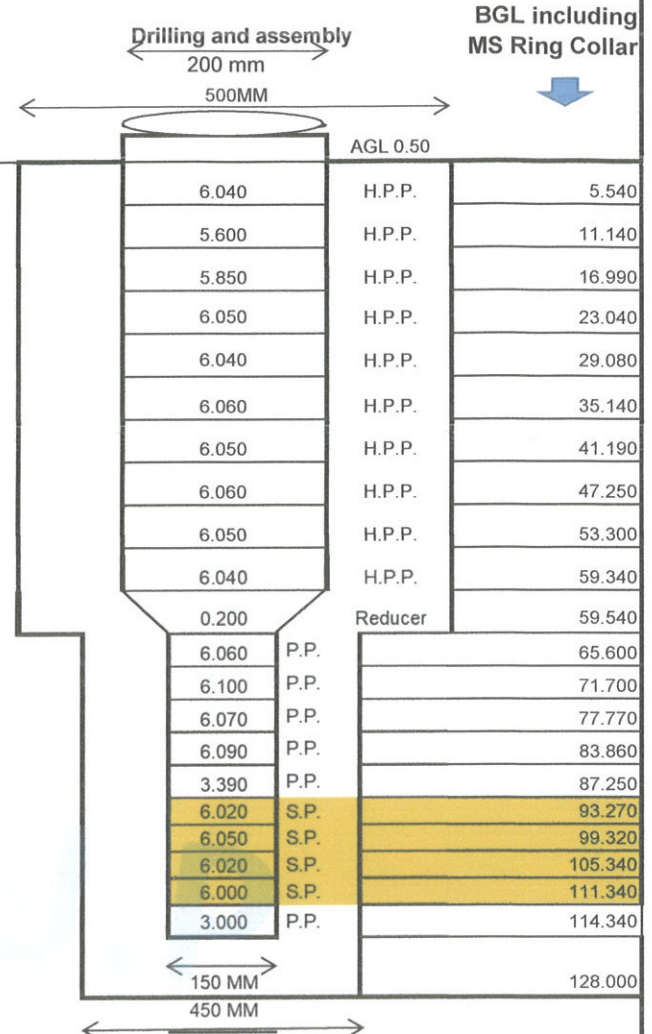 BGL including
MS Ring Collar
Drilling and assembly
200 mm
500MM
AGL 0.50
6.040 H.P.P. 5.540
5.600 H.P.P. 11.140
5.850 H.P.P. 16.990
6.050 H.P.P. 23.040
6.040 H.P.P. 29.080
6.060 H.P.P. 35.140
6.050 H.P.P. 41.190
6.060 H.P.P. 47.250
6.050 H.P.P. 53.300
6.040 H.P.P. 59.340
0.200 Reducer 59.540
6.060 P.P. 65.600
6.100 P.P. 71.700
6.070 P.P. 77.770
6.090 P.P. 83.860
3.390 P.P. 87.250
6.020 S.P. 93.270
6.050 S.P. 99.320
6.020 S.P. 105.340
6.000 S.P. 111.340
3.000 P.P. 114.340
150 MM 128.000
450 MM